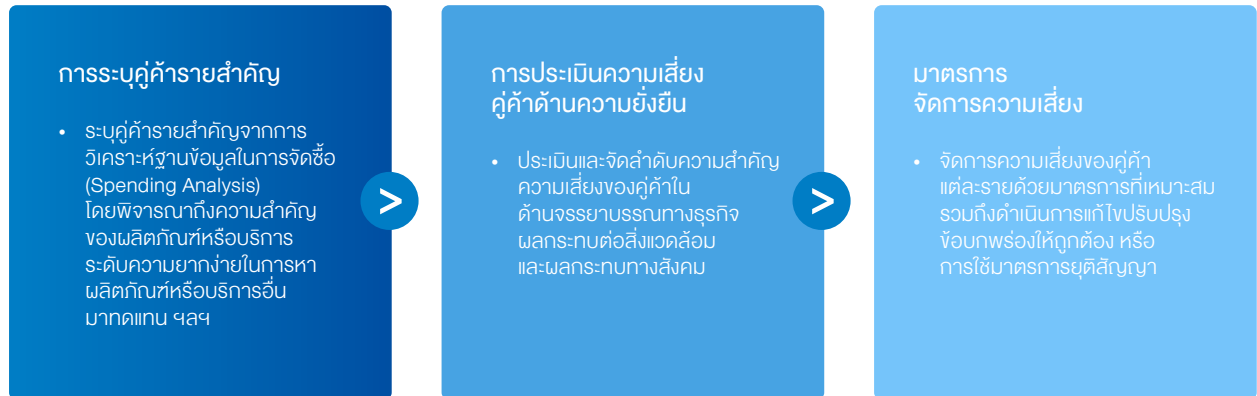 การระบุคู่ค้ารายสำคัญ
• ระบุคู่ค้ารายสำคัญจากการ
วิเคราะห์ฐานข้อมูลในการจัดซื้อ
(Spending Analysis)
โดยพิจารณาถึงความสำคัญ
ของผลิตภัณฑ์หรือบริการ
ระดับความยากง่ายในการหา
ผลิตภัณฑ์หรือบริการอื่น
มาทดแทน ฯลฯ
>
การประเมินความเสี่ยง
คู่ค้าด้านความยั่งยืน
• ประเมินและจัดลำดับความสำคัญ
ความเสี่ยงของคู่ค้าใน
ด้านจรรยาบรรณทางธุรกิจ
ผลกระทบต่อสิ่งแวดล้อม
และผลกระทบทางสังคม
>
มาตรการ
จัดการความเสี่ยง
• จัดการความเสี่ยงของคู่ค้า
แต่ละรายด้วยมาตรการที่เหมาะสม
รวมถึงดำเนินการแก้ไขปรับปรุง
ข้อบกพร่องให้ถูกต้อง หรือ
การใช้มาตรการยุติสัญญา